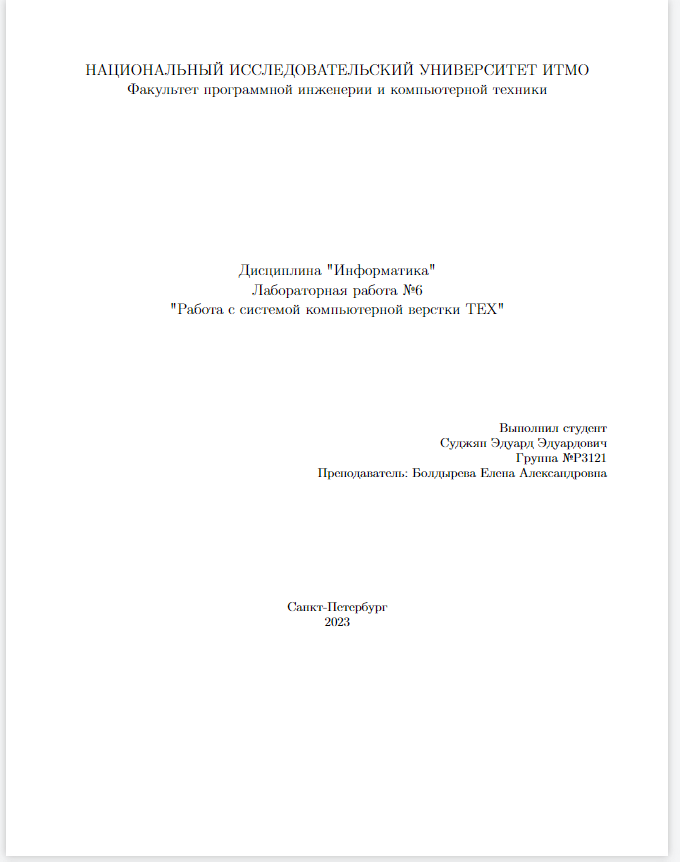 НАЦИОНАЛЬНЫЙ ИССЛЕДОВАТЕЛЬСКИЙ УНИВЕРСИТЕТ ИТМО
Факультет программной инженерии и компьютерной техники
Дисциплина "Информатика"
Лабораторная работа №6
"Работа с системой компьютерной верстки TEX"
Выполнил студент
Суджян Эдуард Эдуардович
Группа №P3121
Преподаватель: Болдырева Елена Александровна
Санкт-Петербург
2023